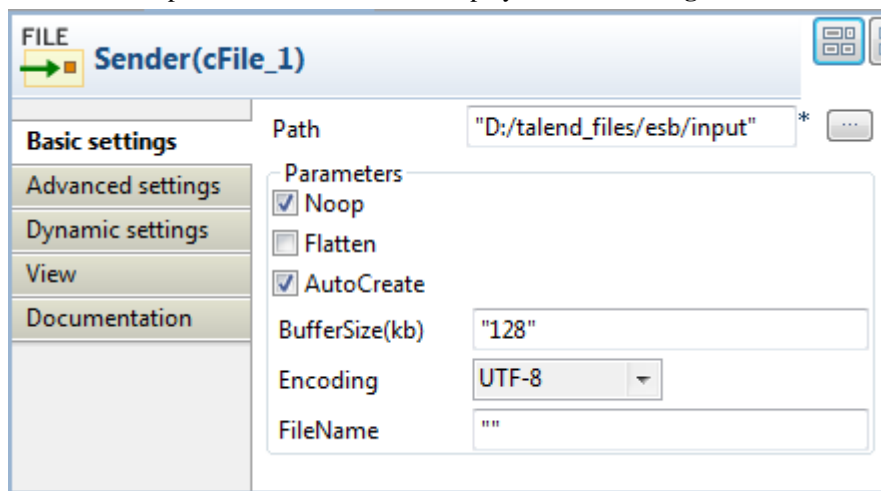 FILE
Sender(cFile_1)
Basic settings
Advanced settings
Dynamic settings
View
Documentation
Path "D:/talend_files/esb/input" * ...
Parameters
Noop
Flatten
AutoCreate
BufferSize(kb) "128"
Encoding UTF-8
FileName ""